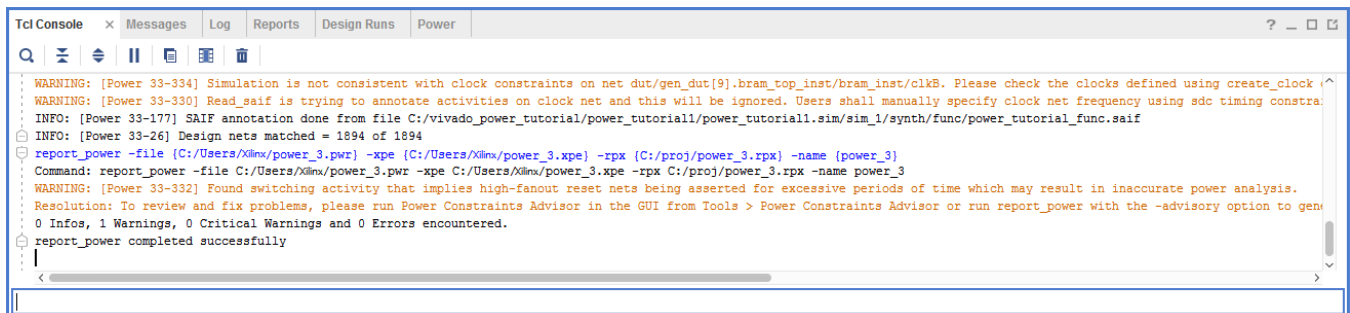 Tcl Console × Messages Log Reports Design Runs Power
WARNING: [Power 33-334] Simulation is not consistent with clock constraints on net dut/gen_dut[9].bram_top_inst/bram_inst/clkB. Please check the clocks defined using create_clock
WARNING: [Power 33-330] Read_saif is trying to annotate activities on clock net and this will be ignored. Users shall manually specify clock net frequency using sdc timing constra
INFO: [Power 33-177] SAIF annotation done from file C:/vivado_power_tutorial/power_tutorial1/power_tutorial1.sim/sim_1/synth/func/power_tutorial_func.saif
INFO: [Power 33-26] Design nets matched = 1894 of 1894
report_power -file {C:/Users/Xilinx/power_3.pwr} -xpe {C:/Users/Xilinx/power_3.xpe} -rpx {C:/proj/power_3.rpx} -name {power_3}
Command: report_power -file C:/Users/Xilinx/power_3.pwr -xpe C:/Users/Xilinx/power_3.xpe -rpx C:/proj/power_3.rpx -name power_3
WARNING: [Power 33-332] Found switching activity that implies high-fanout reset nets being asserted for excessive periods of time which may result in inaccurate power analysis.
Resolution: To review and fix problems, please run Power Constraints Advisor in the GUI from Tools > Power Constraints Advisor or run report_power with the -advisory option to gen
0 Infos, 1 Warnings, 0 Critical Warnings and 0 Errors encountered.
report_power completed successfully